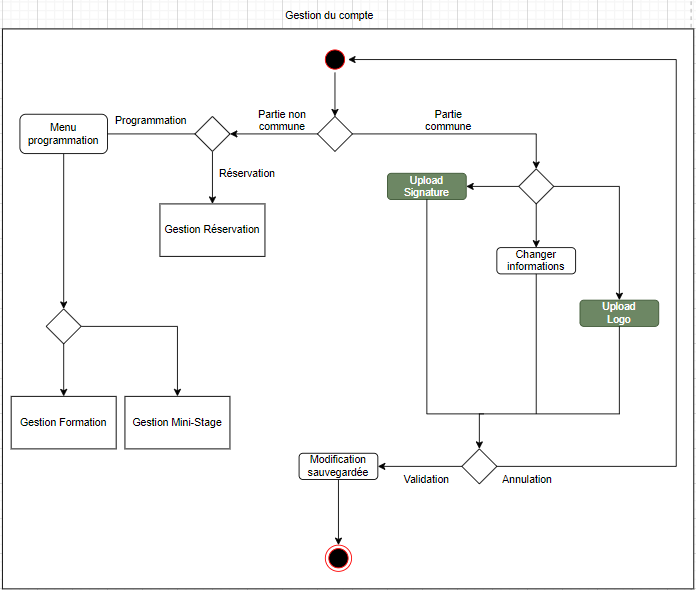 Gestion du compte
Partie non
commune
Partie
commune
Programmation
Menu
programmation
Réservation
Upload
Signature
Gestion Réservation
Changer
informations
Upload
Logo
Gestion Formation
Gestion Mini-Stage
Modification
sauvegardée
Validation
Annulation